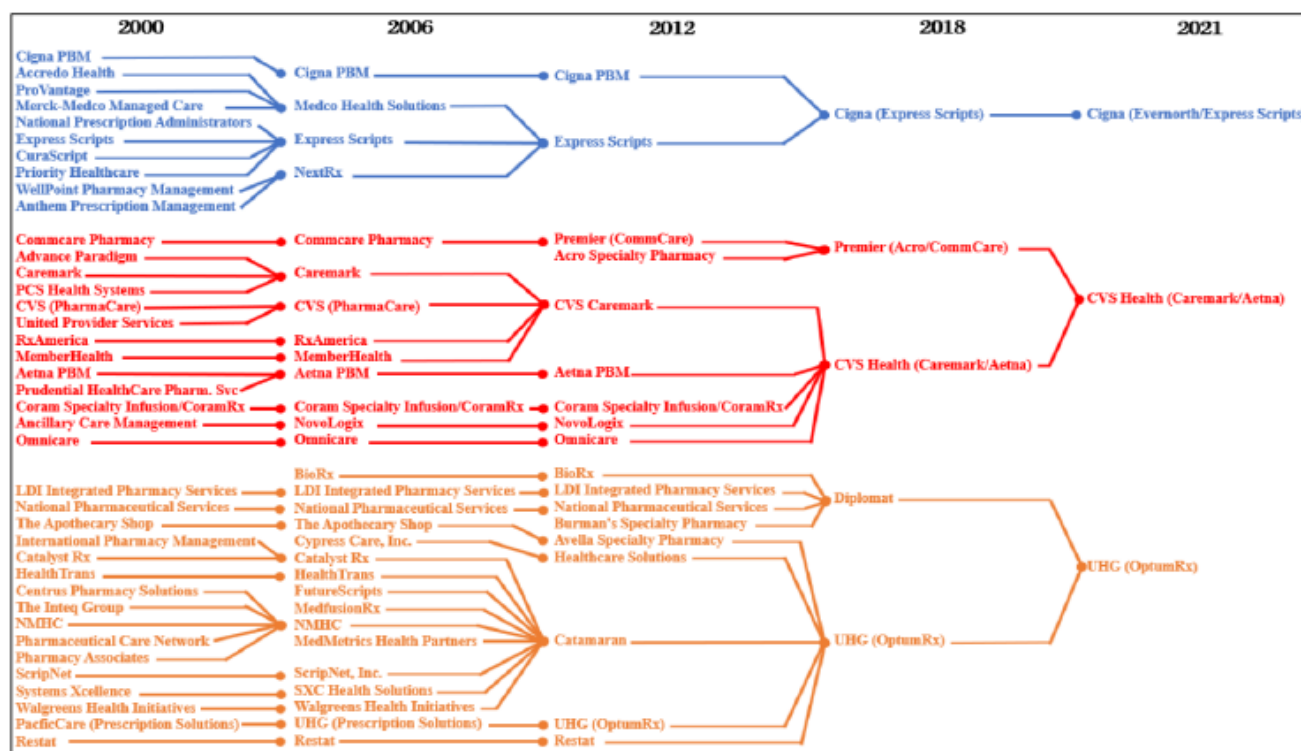 2000 2006 2012 2018 2021
Cigna PBM
Accredo Health
Cigna PBM Cigna PBM Cigna PBM
ProVantage
Merck-Medco Managed Care Medco Health Solutions
Cigna (Express Scripts) Cigna (Evernorth/Express Scripts
National Prescription Administrators
Express Scripts Express Scripts Express Scripts
CuraScript
Priority Healthcare NextRx
WellPoint Pharmacy Management
Anthem Prescription Management
Commcare Pharmacy Commcare Pharmacy Premier (CommCare)
Premier (Acro/CommCare)
Advance Paradigm Acro Specialty Pharmacy
Caremark Caremark
PCS Health Systems
CVS Health (Caremark/Aetna)
CVS (PharmaCare) CVS (PharmaCare) CVS Caremark
United Provider Services
RxAmerica RxAmerica
MemberHealth MemberHealth
CVS Health (Caremark/Aetna)
Aetna PBM Aetna PBM Aetna PBM
Prudential HealthCare Pharm. Svc
Coram Specialty Infusion/CoramRx Coram Specialty Infusion/CoramRx Coram Specialty Infusion/CoramRx
Ancillary Care Management NovoLogix NovoLogix
Omnicare Omnicare Omnicare
BioRx BioRx
LDI Integrated Pharmacy Services LDI Integrated Pharmacy Services LDI Integrated Pharmacy Services
Diplomat
National Pharmaceutical Services National Pharmaceutical Services National Pharmaceutical Services
The Apothecary Shop The Apothecary Shop Burman's Specialty Pharmacy
International Pharmacy Management Cypress Care, Inc. Avella Specialty Pharmacy
Catalyst Rx Catalyst Rx Healthcare Solutions
UHG (OptumRx)
HealthTrans HealthTrans
Centrus Pharmacy Solutions FutureScripts
The Inteq Group MedfusionRx
NMHC NMHC
Pharmaceutical Care Network MedMetrics Health Partners Catamaran UHG (OptumRx)
Pharmacy Associates
ScripNet ScripNet, Inc.
Systems Xcellence SXC Health Solutions
Walgreens Health Initiatives Walgreens Health Initiatives
PacficCare (Prescription Solutions) UHG (Prescription Solutions) UHG (OptumRx)
Restat Restat Restat